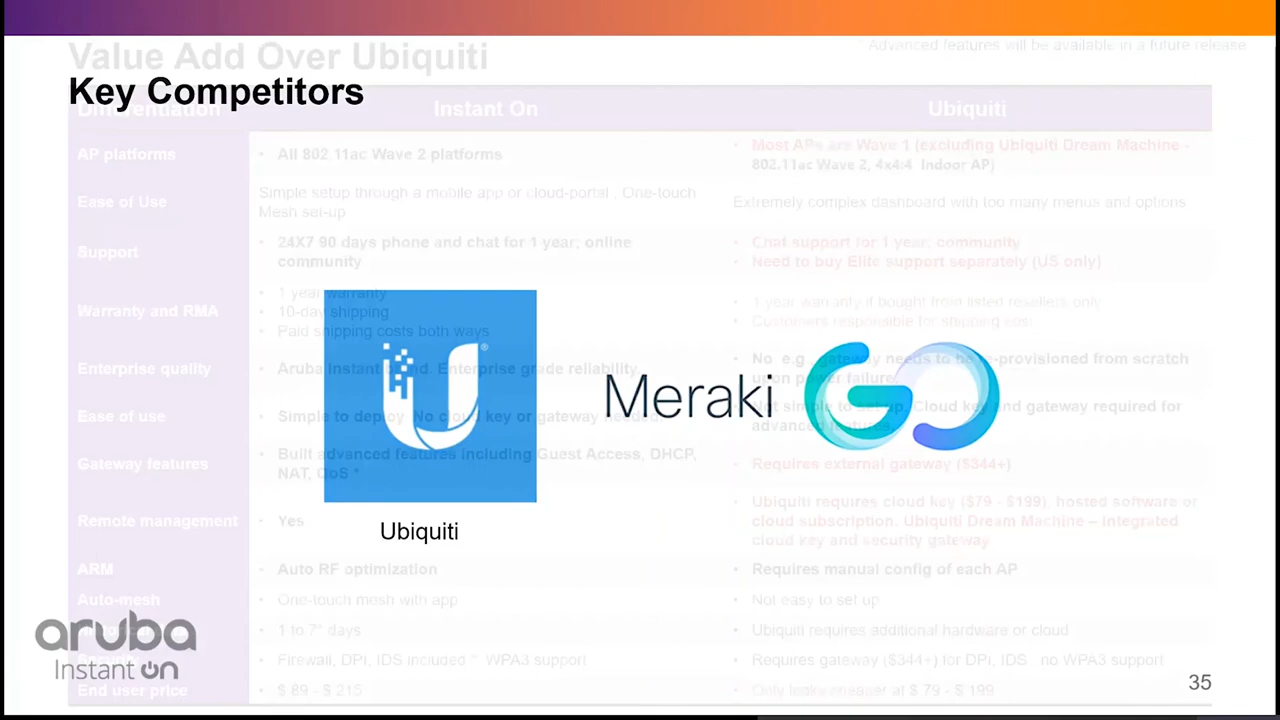 Value Add Over Ubiquiti
* Advanced features will be available in a future release
Key Competitors
Differentiation
Instant On
Ubiquiti
AP platforms
• All 802.11ac Wave 2 platforms
• Most APs are Wave 1 (excluding Ubiquiti Dream Machine -
802.11ac Wave 2, 4x4:4 Indoor AP)
Ease of Use
Simple setup through a mobile app or cloud-portal , One-touch
Mesh set-up
Extremely complex dashboard with too many menus and options
Support
• 24X7 90 days phone and chat for 1 year; online
community
• Chat support for 1 year; community
• Need to buy Elite support separately (US only)
Warranty and RMA
• 1 year warranty
• 10-day shipping
• Paid shipping costs both ways
• 1 year warranty if bought from listed resellers only
• Customers responsible for shipping cost
Enterprise quality
Aruba Instant Enterprise grade reliability
• No e.g., gateway needs to be re-provisioned from scratch
upon power failure
Ease of use
• Simple to deploy. No cloud key or gateway needed.
• Not simple to set up. Cloud key and gateway required for
advanced features.
Gateway features
• Built advanced features including Guest Access, DHCP,
NAT, QoS *
• Requires external gateway ($344+)
Remote management
• Yes
• Ubiquiti requires cloud key ($79 - $199), hosted software or
cloud subscription. Ubiquiti Dream Machine – integrated
cloud key and security gateway
Meraki GO
Ubiquiti
ARM
• Auto RF optimization
• Requires manual config of each AP
Auto-mesh
• One-touch mesh with app
• Not easy to set up
• 1 to 7* days
• Ubiquiti requires additional hardware or cloud
• Firewall, DPI, IDS included * WPA3 support
• Requires gateway ($344+) for DPI, IDS no WPA3 support
End user price
• $ 89 - $ 215
• Only looks cheaper at $ 79 - $ 199
aruba
Instant ON
35